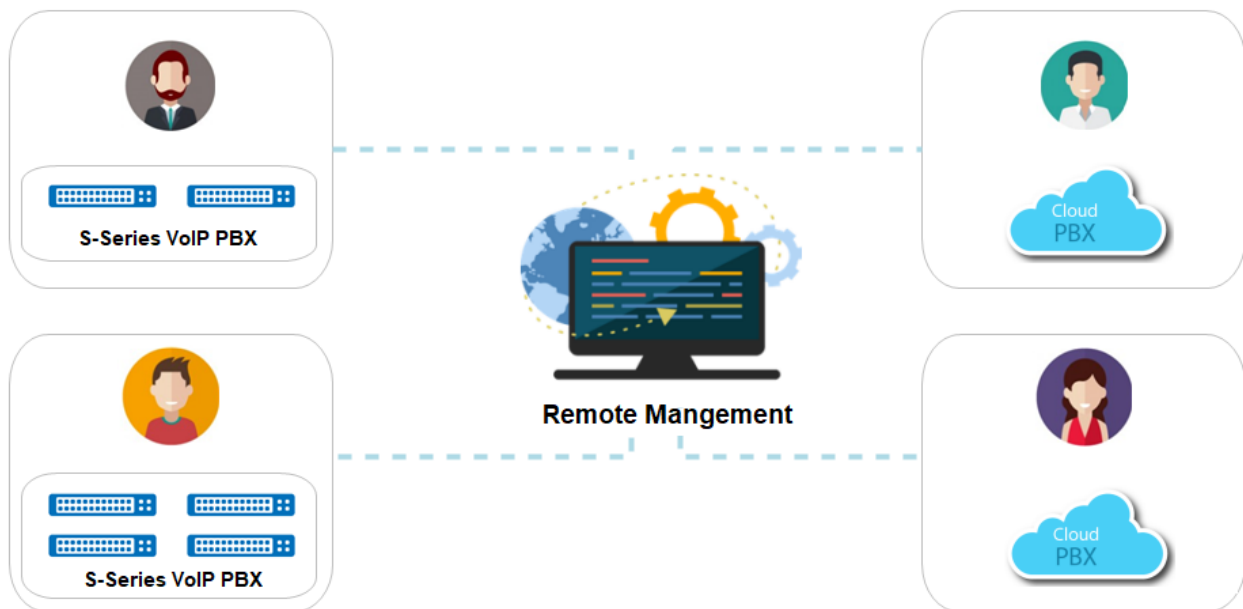 S-Series VoIP PBX
Cloud
PBX
Remote Mangement
S-Series VoIP PBX
Cloud
PBX